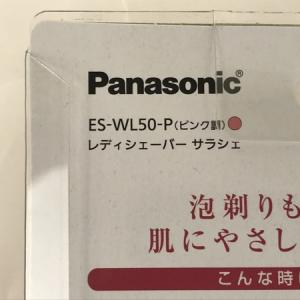 Panasonic®
ES-WL50-P(ピンク調)
レディシェーバー サラシェ
泡剃りも
肌にやさし
こんな時